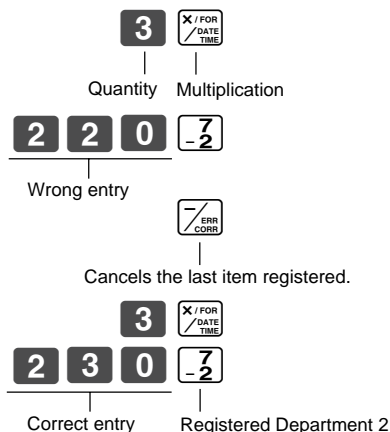 3 ×/FOR /DATE TIME
Quantity Multiplication
2 2 0 7 -2
Wrong entry
−/ERR CORR
Cancels the last item registered.
3 ×/FOR /DATE TIME
2 3 0 7 -2
Correct entry Registered Department 2